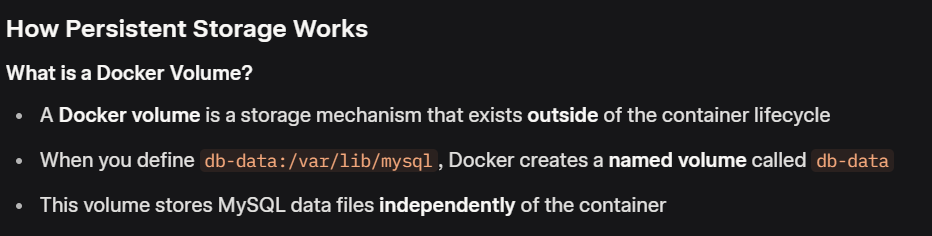 How Persistent Storage Works
What is a Docker Volume?
• A Docker volume is a storage mechanism that exists outside of the container lifecycle
• When you define db-data:/var/lib/mysql, Docker creates a named volume called db-data
• This volume stores MySQL data files independently of the container